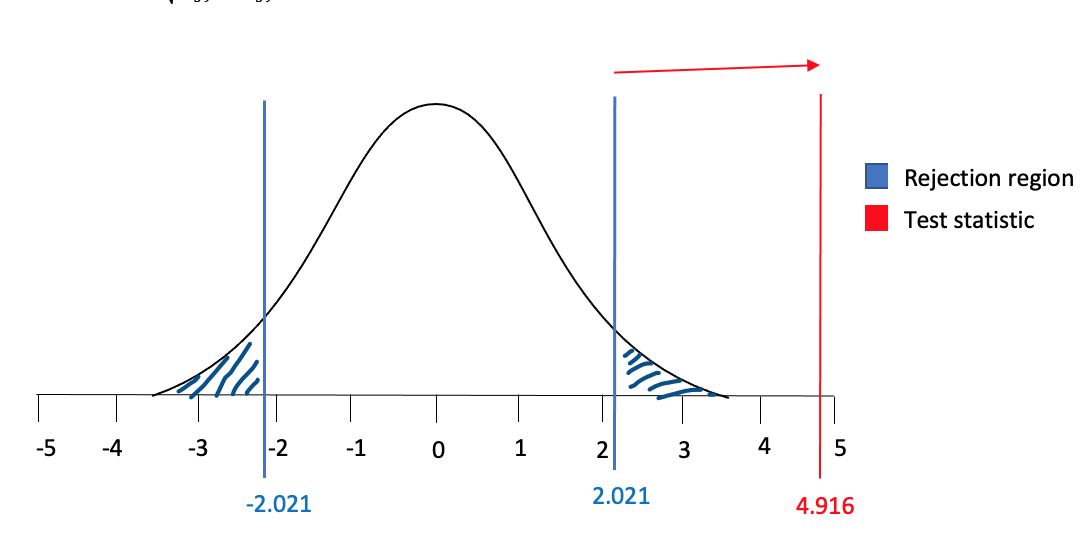 Rejection region
Test statistic
-5 -4 -3 -2 -1 0 1 2 3 4 5
-2.021 2.021 4.916